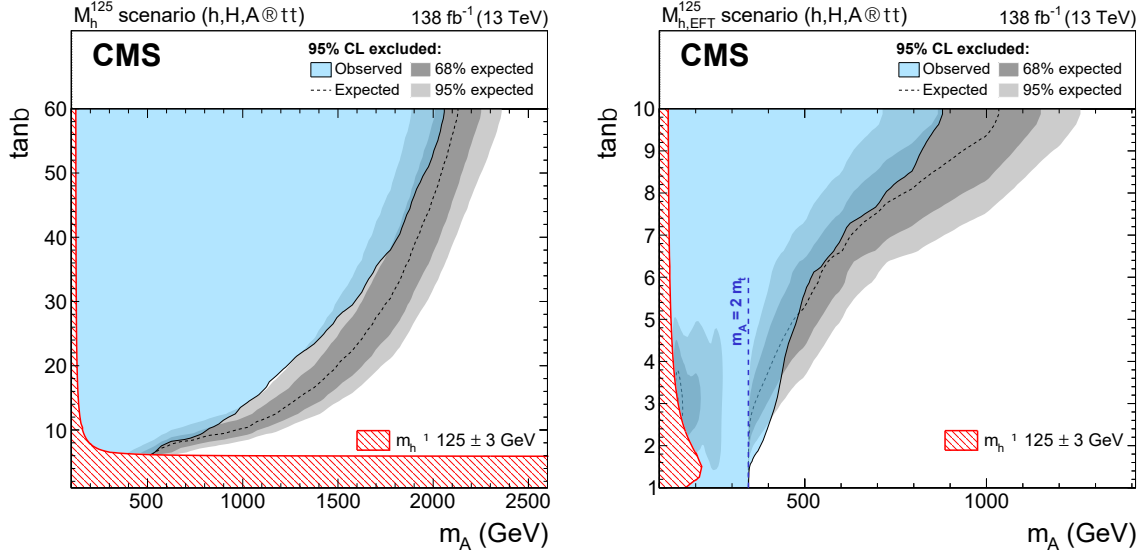 M_h^125 scenario (h,H,A®tt)
138 fb⁻¹ (13 TeV)
CMS
95% CL excluded:
Observed
68% expected
Expected
95% expected
tanb
60
50
40
30
20
10
m_h ¹ 125 ± 3 GeV
500
1000
1500
2000
2500
m_A (GeV)
M_h,EFT^125 scenario (h,H,A®tt)
138 fb⁻¹ (13 TeV)
CMS
95% CL excluded:
Observed
68% expected
Expected
95% expected
tanb
10
9
8
7
6
5
4
3
2
1
m_A = 2 m_t
m_h ¹ 125 ± 3 GeV
500
1000
m_A (GeV)